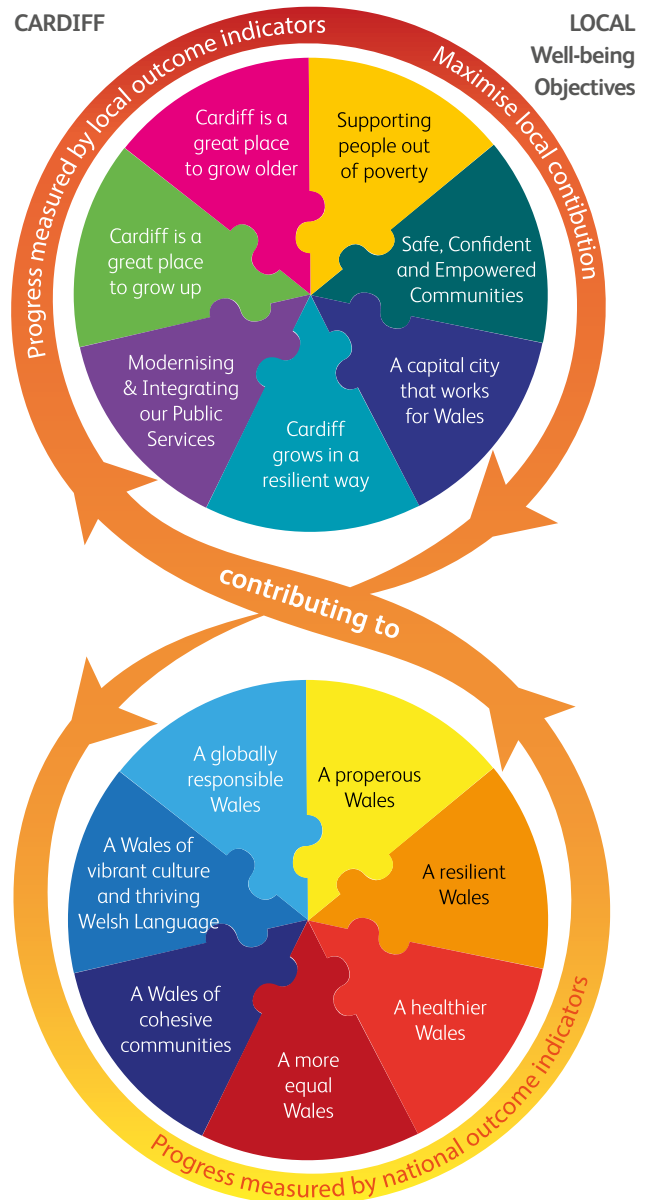 CARDIFF
LOCAL
Well-being
Objectives
Progress measured by local outcome indicators
Maximise local contibution
Cardiff is a
great place
to grow older
Supporting
people out
of poverty
Cardiff is a
great place
to grow up
Safe, Confident
and Empowered
Communities
Modernising
& Integrating
our Public
Services
A capital city
that works
for Wales
Cardiff
grows in a
resilient way
contributing to
A globally
responsible
Wales
A properous
Wales
A Wales of
vibrant culture
and thriving
Welsh Language
A resilient
Wales
A Wales of
cohesive
communities
A healthier
Wales
A more
equal
Wales
Progress measured by national outcome indicators